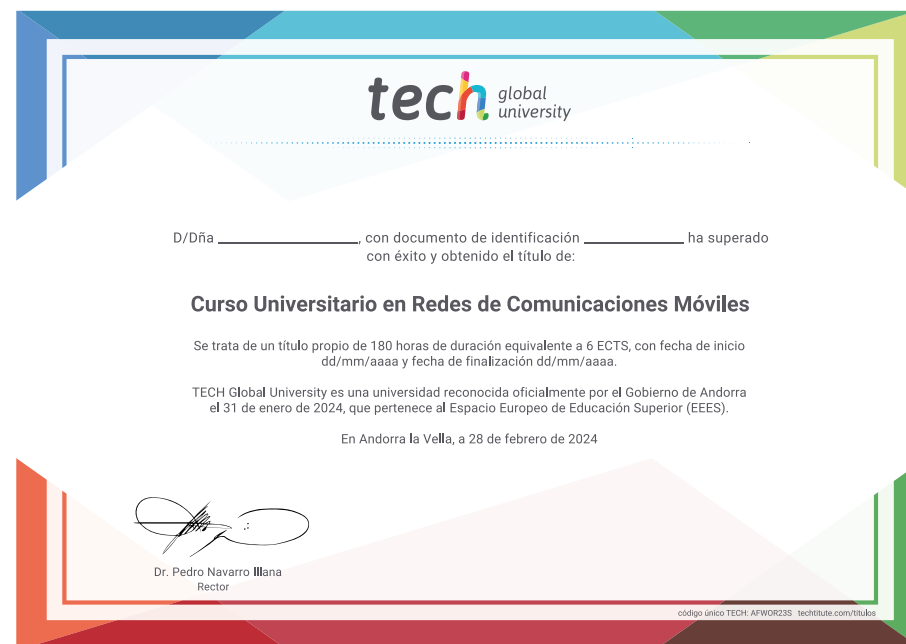 tech global university
D/Dña ____________________, con documento de identificación ______________ ha superado
con éxito y obtenido el título de:
Curso Universitario en Redes de Comunicaciones Móviles
Se trata de un título propio de 180 horas de duración equivalente a 6 ECTS, con fecha de inicio
dd/mm/aaaa y fecha de finalización dd/mm/aaaa.
TECH Global University es una universidad reconocida oficialmente por el Gobierno de Andorra
el 31 de enero de 2024, que pertenece al Espacio Europeo de Educación Superior (EEES).
En Andorra la Vella, a 28 de febrero de 2024
Dr. Pedro Navarro Illana
Rector
código único TECH: AFWOR23S techtitute.com/titulos